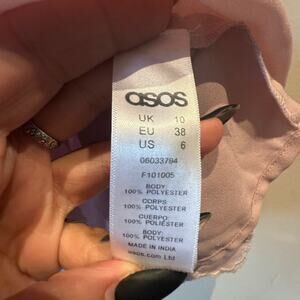 asos
UK 10
EU 38
US 6
06033794
F101005
BODY
100% POLYESTER
CORPS
100% POLYESTER
CUERPO:
100% POLIÉSTER
BODY:
100% POLYESTER
MADE IN INDIA
asos.com Ltd